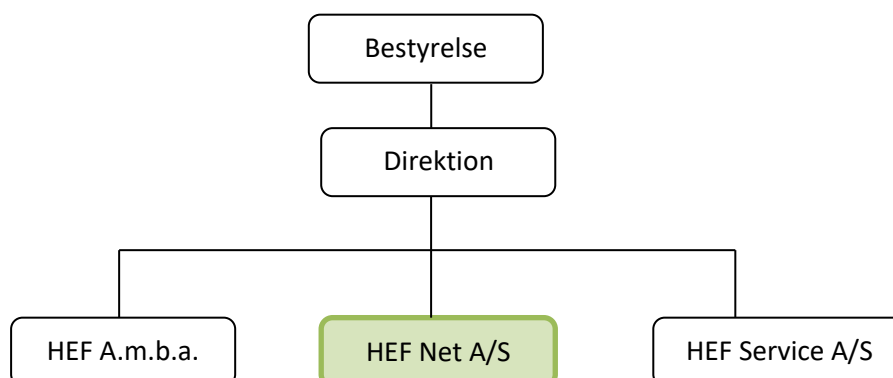 Bestyrelse
Direktion
HEF A.m.b.a.
HEF Net A/S
HEF Service A/S